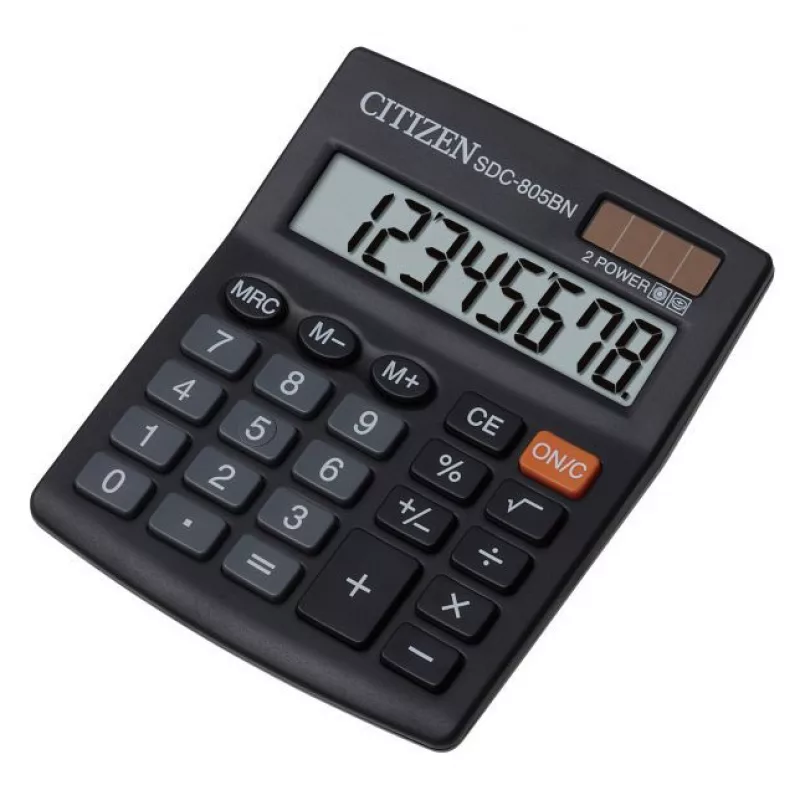 CITIZEN SDC-805BN
2 POWER
12345678.
MRC M− M+
7 8 9 CE ON/C
4 5 6 % √
1 2 3 +/− ÷
0 . = + ×
−